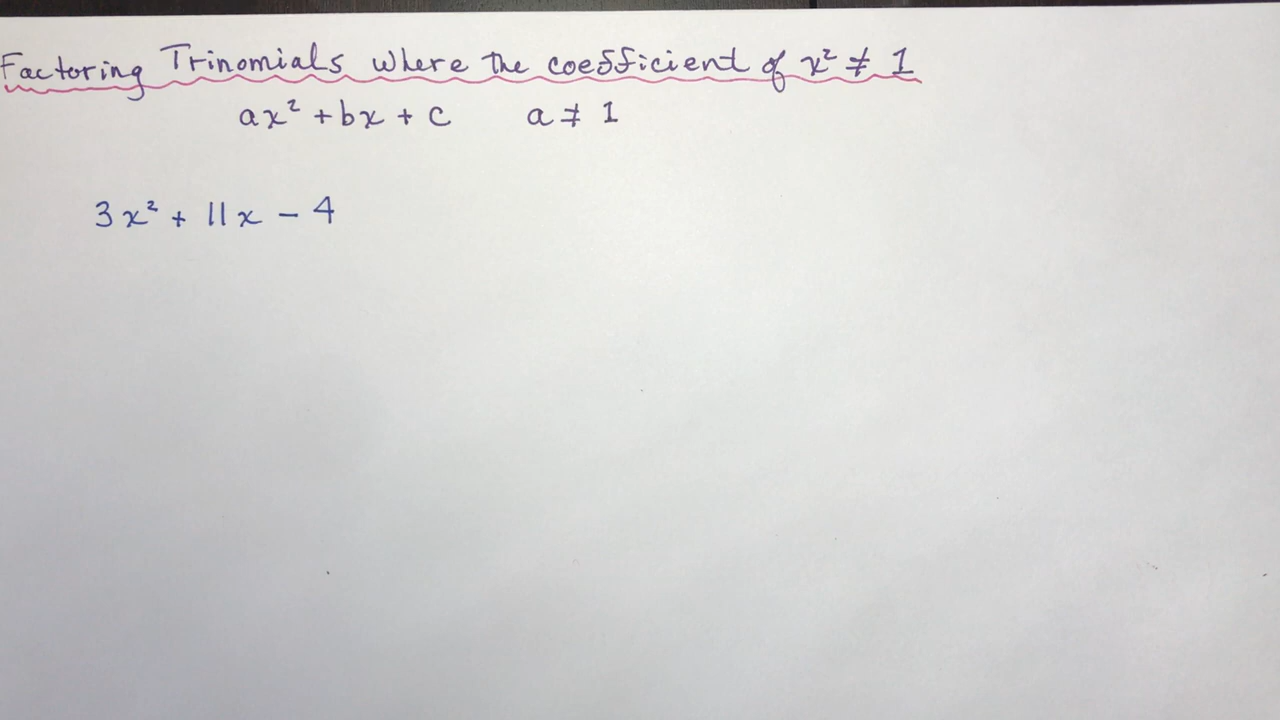 Factoring Trinomials where the coefficient of x² ≠ 1
ax² + bx + c a ≠ 1
3x² + 11x - 4